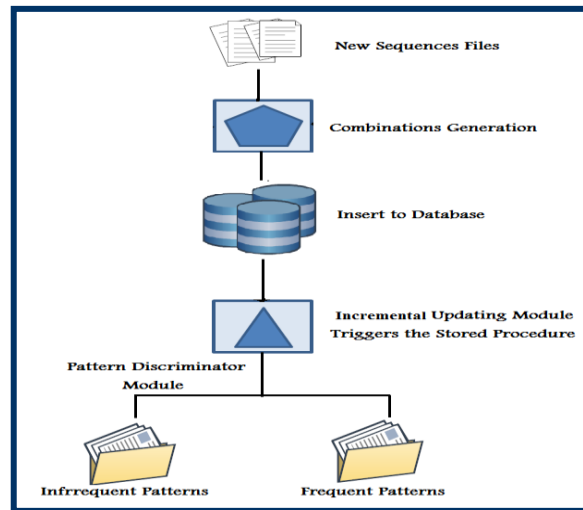 New Sequences Files
Combinations Generation
Insert to Database
Incremental Updating Module
Triggers the Stored Procedure
Pattern Discriminator
Module
Infrrequent Patterns
Frequent Patterns